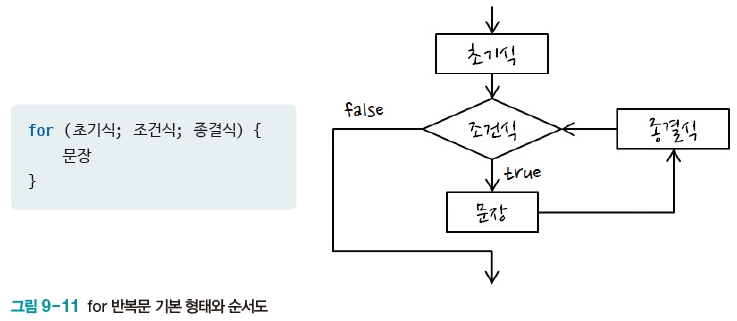 for (초기식; 조건식; 종결식) {
문장
}
초기식
false
조건식
종결식
true
문장
그림 9-11 for 반복문 기본 형태와 순서도